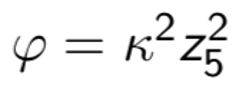 φ = κ²z₅²